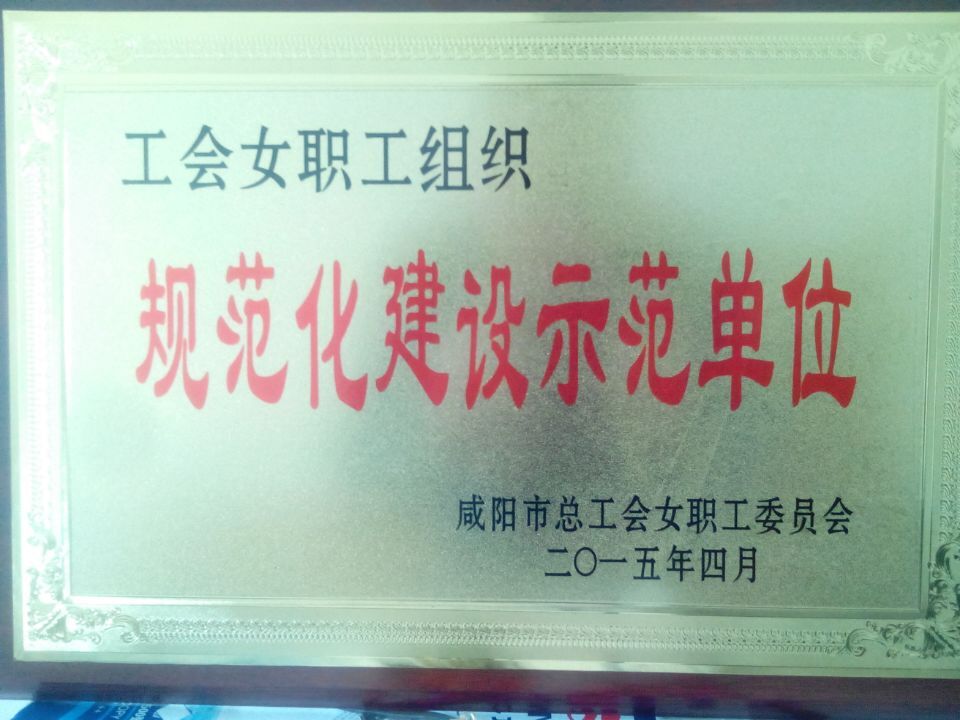 工会女职工组织
规范化建设示范单位
咸阳市总工会女职工委员会
二〇一五年四月